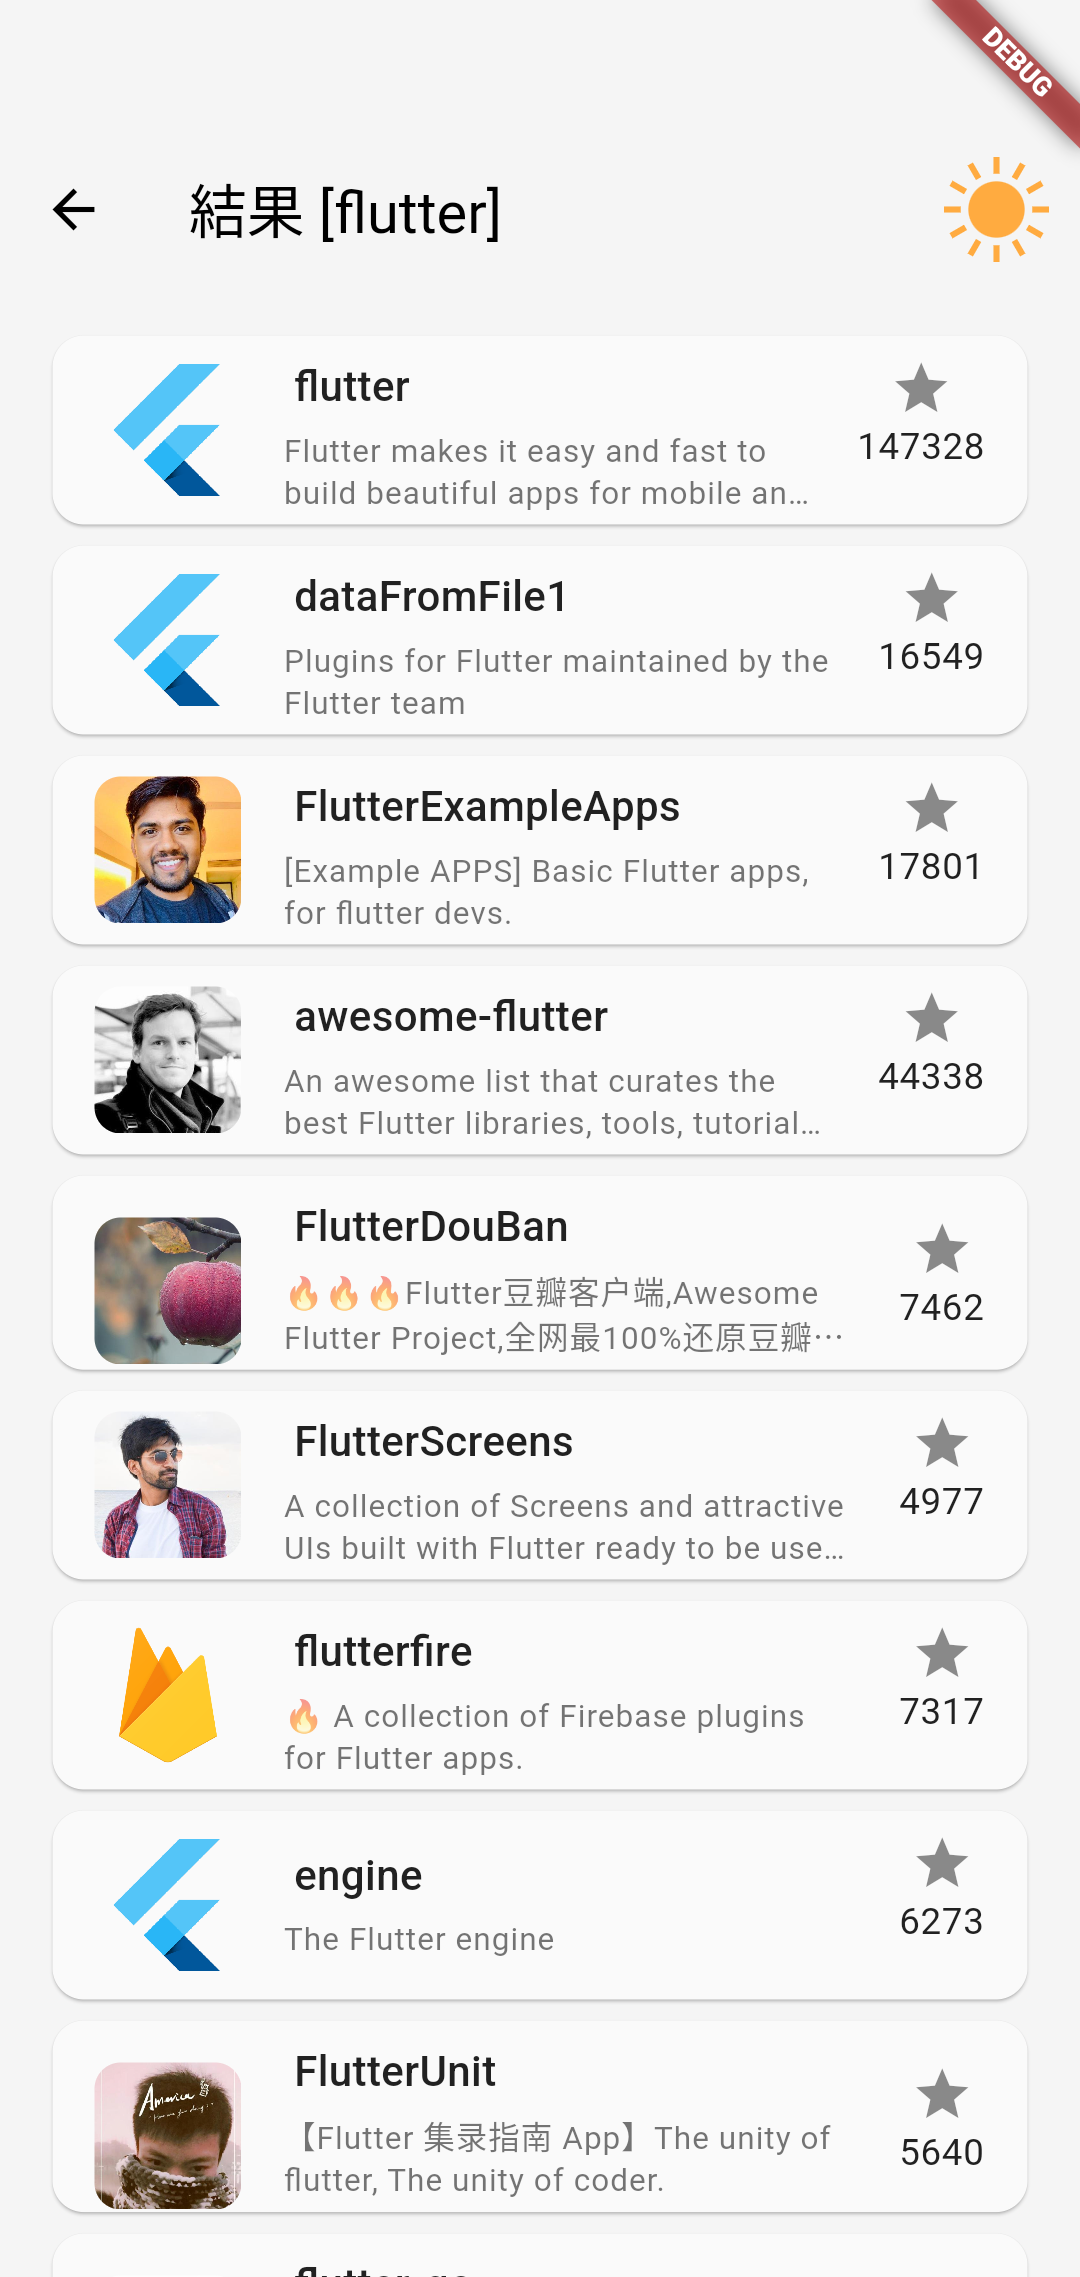 DEBUG
結果 [flutter]
flutter
147328
Flutter makes it easy and fast to
build beautiful apps for mobile an…
dataFromFile1
16549
Plugins for Flutter maintained by the
Flutter team
FlutterExampleApps
17801
[Example APPS] Basic Flutter apps,
for flutter devs.
awesome-flutter
44338
An awesome list that curates the
best Flutter libraries, tools, tutorial…
FlutterDouBan
7462
🔥🔥🔥Flutter豆瓣客户端,Awesome
Flutter Project,全网最100%还原豆瓣…
FlutterScreens
4977
A collection of Screens and attractive
UIs built with Flutter ready to be use…
flutterfire
7317
🔥 A collection of Firebase plugins
for Flutter apps.
engine
6273
The Flutter engine
FlutterUnit
5640
America
【Flutter 集录指南 App】The unity of
flutter, The unity of coder.